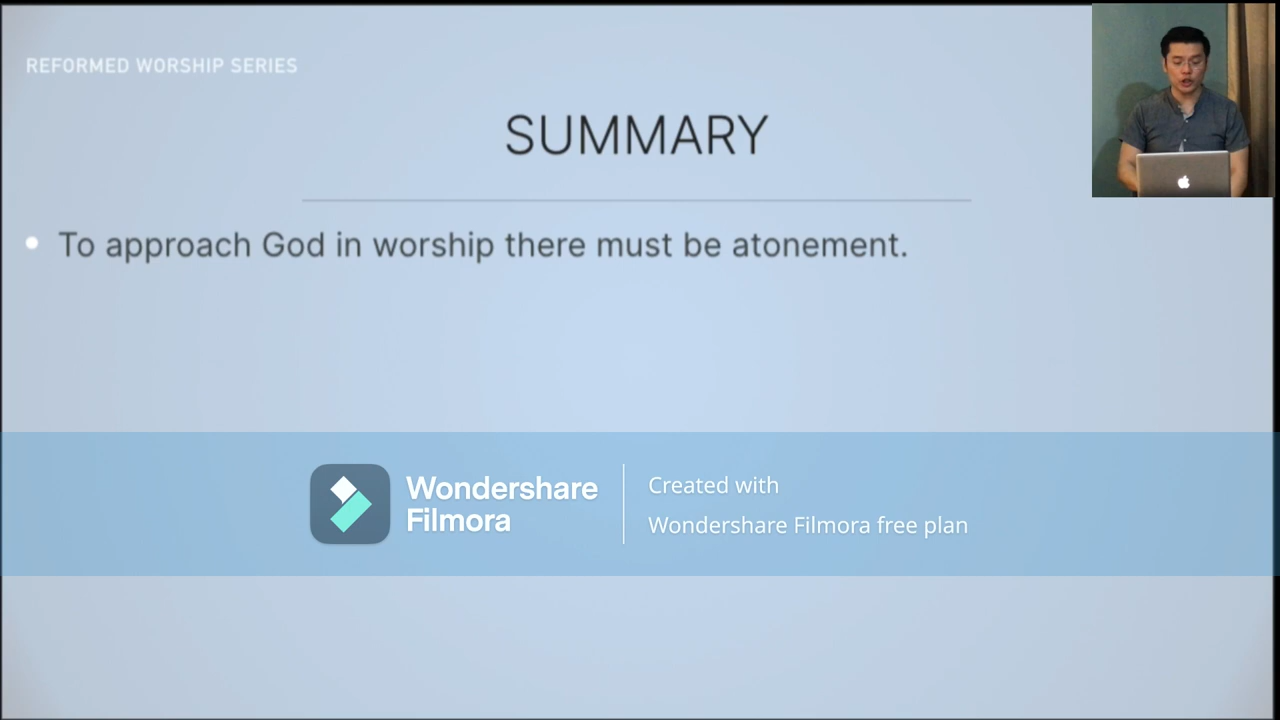 REFORMED WORSHIP SERIES
SUMMARY
To approach God in worship there must be atonement.
Wondershare
Filmora
Created with
Wondershare Filmora free plan